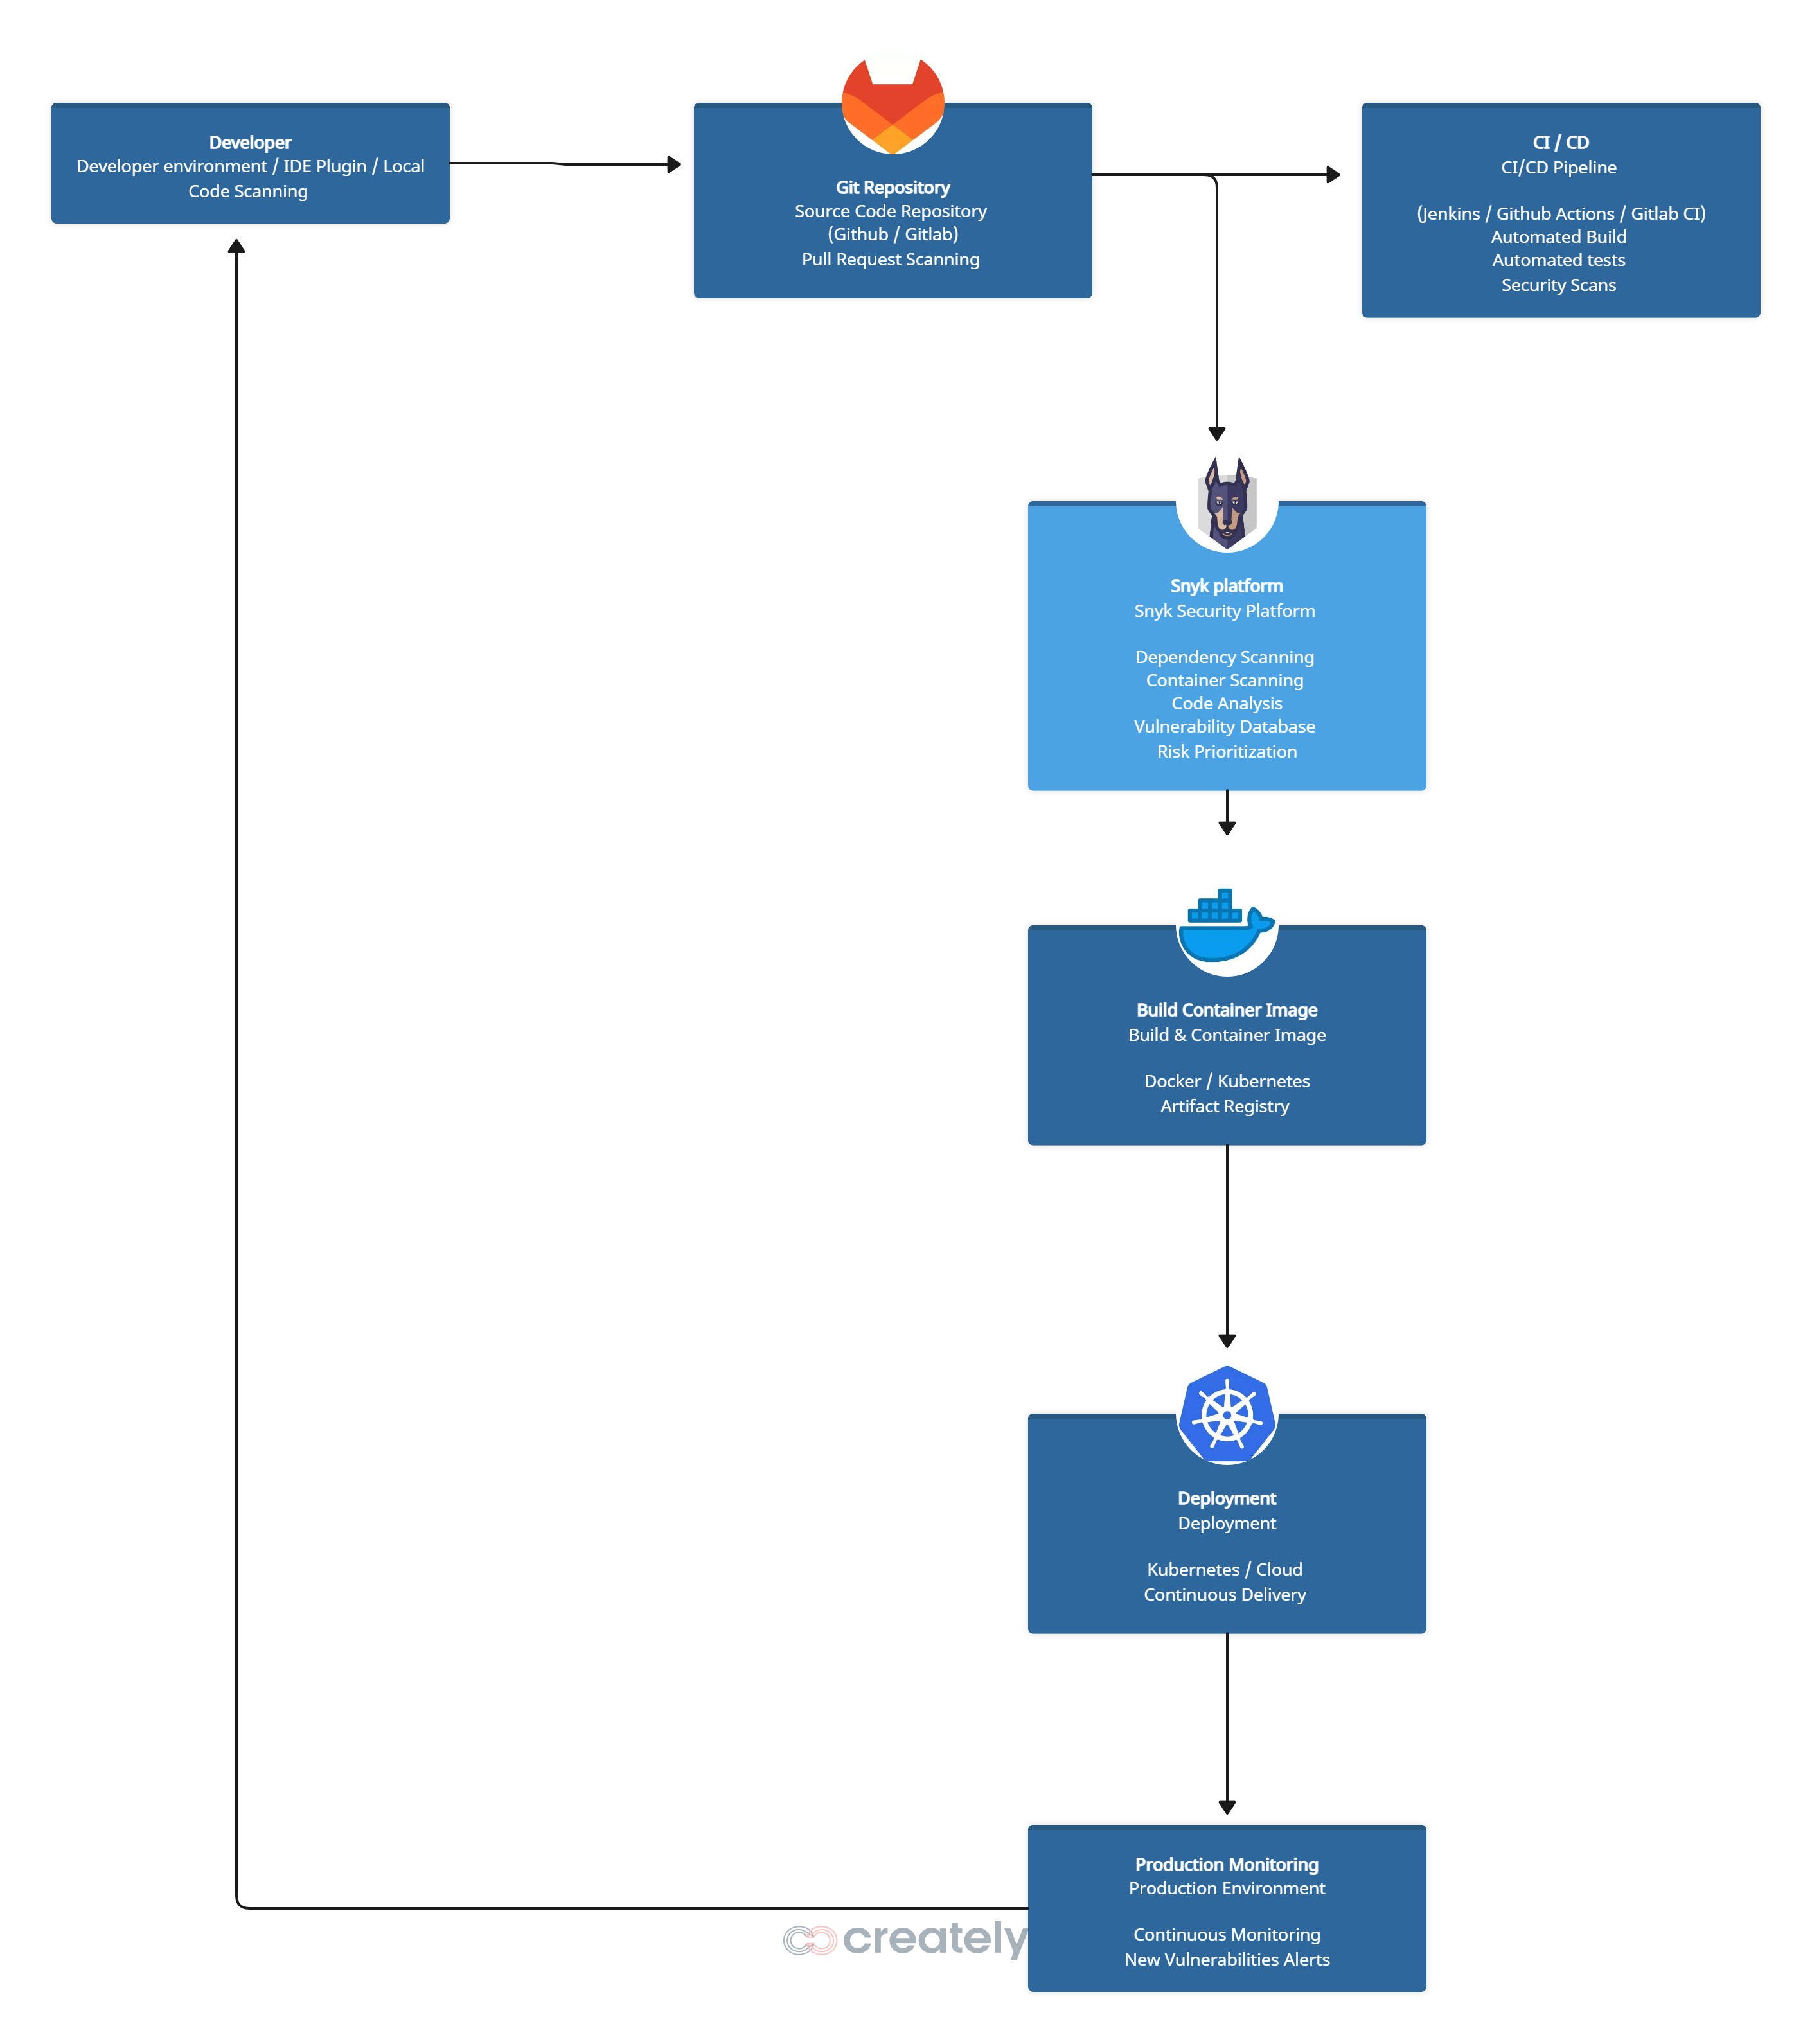 Developer
Developer environment / IDE Plugin / Local
Code Scanning
Git Repository
Source Code Repository
(Github / Gitlab)
Pull Request Scanning
CI / CD
CI/CD Pipeline
(Jenkins / Github Actions / Gitlab CI)
Automated Build
Automated tests
Security Scans
Snyk platform
Snyk Security Platform
Dependency Scanning
Container Scanning
Code Analysis
Vulnerability Database
Risk Prioritization
Build Container Image
Build & Container Image
Docker / Kubernetes
Artifact Registry
Deployment
Deployment
Kubernetes / Cloud
Continuous Delivery
Production Monitoring
Production Environment
Continuous Monitoring
New Vulnerabilities Alerts
creately